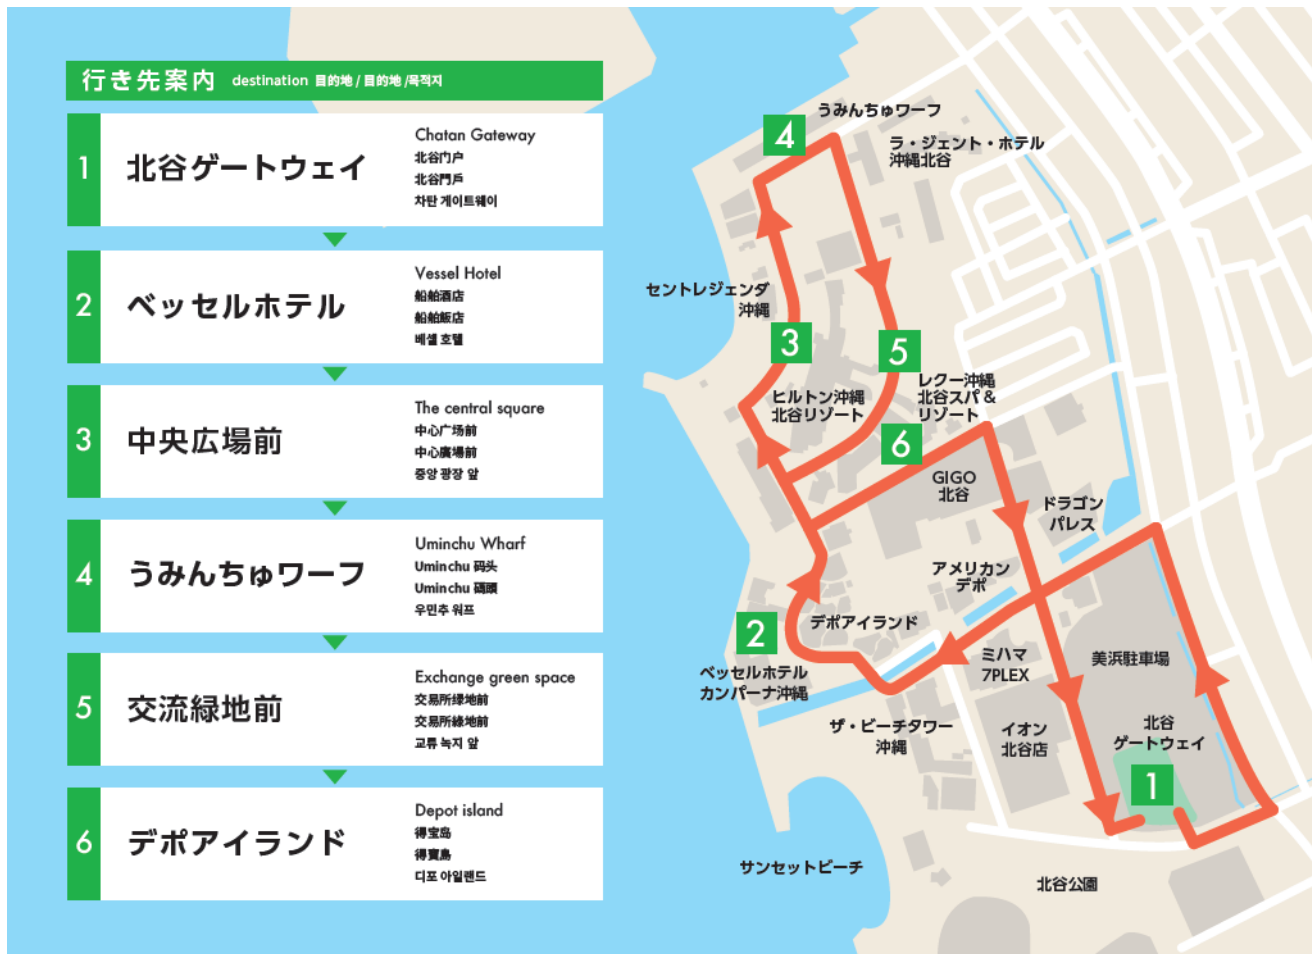 行き先案内 destination 目的地 / 目的地 /목적지
1
北谷ゲートウェイ
Chatan Gateway
北谷门户
北谷門戶
차탄 게이트웨이
2
ベッセルホテル
Vessel Hotel
船舶酒店
船舶飯店
베셀 호텔
3
中央広場前
The central square
中心广场前
中心廣場前
중앙 광장 앞
4
うみんちゅワーフ
Uminchu Wharf
Uminchu 码头
Uminchu 碼頭
우민추 워프
5
交流緑地前
Exchange green space
交易所绿地前
交易所綠地前
교류 녹지 앞
6
デポアイランド
Depot island
得宝岛
得寶島
디포 아일랜드
うみんちゅワーフ
4
ラ・ジェント・ホテル
沖縄北谷
セントレジェンダ
沖縄
3
5
ヒルトン沖縄
北谷リゾート
レクー沖縄
北谷スパ &
リゾート
6
GIGO
北谷
ドラゴン
パレス
アメリカン
デポ
デポアイランド
2
ベッセルホテル
カンパーナ沖縄
ミハマ
7PLEX
美浜駐車場
ザ・ビーチタワー
沖縄
イオン
北谷店
北谷
ゲートウェイ
1
サンセットビーチ
北谷公園